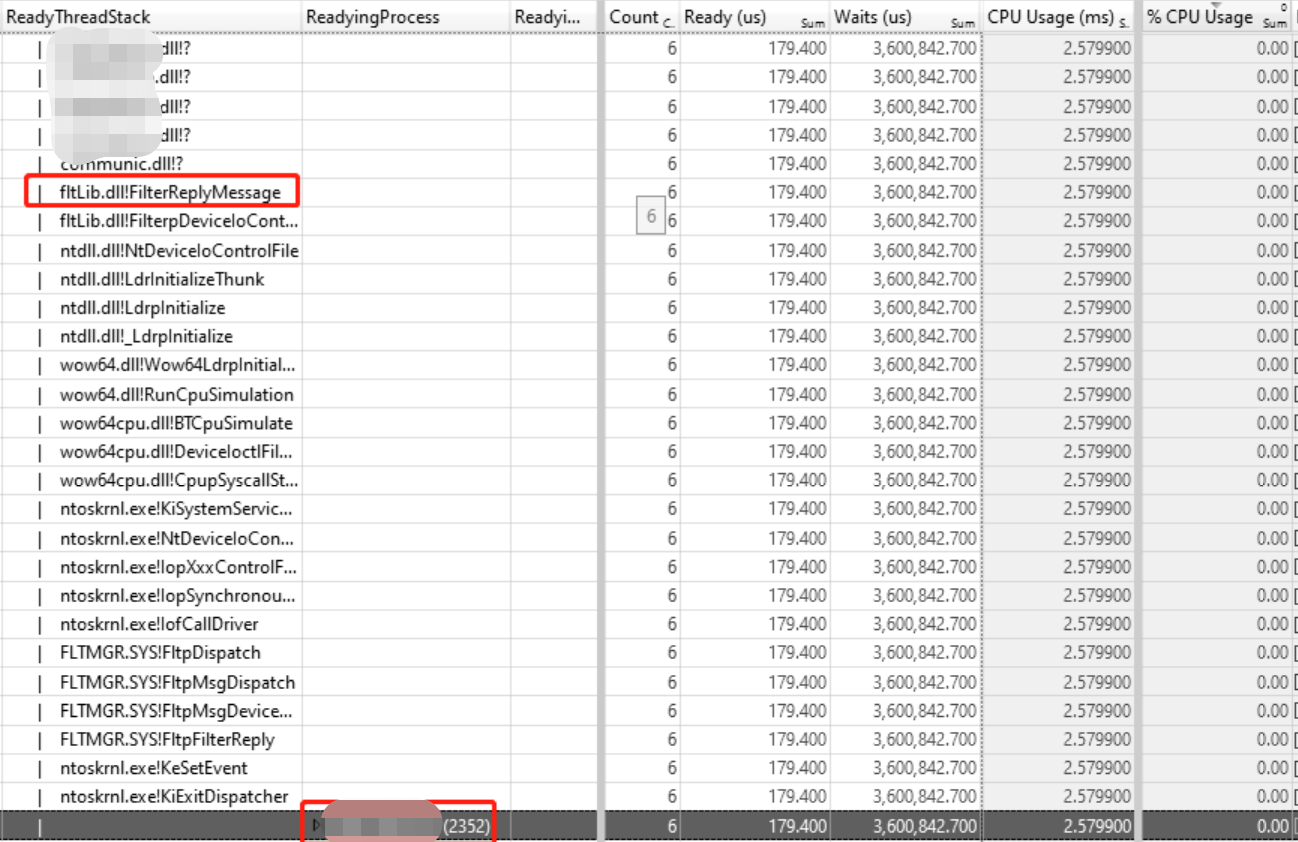 ReadyThreadStack ReadyingProcess Readyi... Count C.. Ready (us) Sum Waits (us) Sum CPU Usage (ms) S.. % CPU Usage 0 Sum
| dll!? 6 179.400 3,600,842.700 2.579900 0.00
| .dll!? 6 179.400 3,600,842.700 2.579900 0.00
| dll!? 6 179.400 3,600,842.700 2.579900 0.00
| dll!? 6 179.400 3,600,842.700 2.579900 0.00
| communic.dll!? 6 179.400 3,600,842.700 2.579900 0.00
| fltLib.dll!FilterReplyMessage 6 179.400 3,600,842.700 2.579900 0.00
| fltLib.dll!FilterpDeviceIoCont... 6 6 179.400 3,600,842.700 2.579900 0.00
| ntdll.dll!NtDeviceIoControlFile 6 179.400 3,600,842.700 2.579900 0.00
| ntdll.dll!LdrInitializeThunk 6 179.400 3,600,842.700 2.579900 0.00
| ntdll.dll!LdrpInitialize 6 179.400 3,600,842.700 2.579900 0.00
| ntdll.dll!_LdrpInitialize 6 179.400 3,600,842.700 2.579900 0.00
| wow64.dll!Wow64LdrpInitial... 6 179.400 3,600,842.700 2.579900 0.00
| wow64.dll!RunCpuSimulation 6 179.400 3,600,842.700 2.579900 0.00
| wow64cpu.dll!BTCpuSimulate 6 179.400 3,600,842.700 2.579900 0.00
| wow64cpu.dll!DeviceIoctlFil... 6 179.400 3,600,842.700 2.579900 0.00
| wow64cpu.dll!CpupSyscallSt... 6 179.400 3,600,842.700 2.579900 0.00
| ntoskrnl.exe!KiSystemServic... 6 179.400 3,600,842.700 2.579900 0.00
| ntoskrnl.exe!NtDeviceIoCon... 6 179.400 3,600,842.700 2.579900 0.00
| ntoskrnl.exe!IopXxxControlF... 6 179.400 3,600,842.700 2.579900 0.00
| ntoskrnl.exe!IopSynchronou... 6 179.400 3,600,842.700 2.579900 0.00
| ntoskrnl.exe!IofCallDriver 6 179.400 3,600,842.700 2.579900 0.00
| FLTMGR.SYS!FltpDispatch 6 179.400 3,600,842.700 2.579900 0.00
| FLTMGR.SYS!FltpMsgDispatch 6 179.400 3,600,842.700 2.579900 0.00
| FLTMGR.SYS!FltpMsgDevice... 6 179.400 3,600,842.700 2.579900 0.00
| FLTMGR.SYS!FltpFilterReply 6 179.400 3,600,842.700 2.579900 0.00
| ntoskrnl.exe!KeSetEvent 6 179.400 3,600,842.700 2.579900 0.00
| ntoskrnl.exe!KiExitDispatcher 6 179.400 3,600,842.700 2.579900 0.00
| (2352) 6 179.400 3,600,842.700 2.579900 0.00